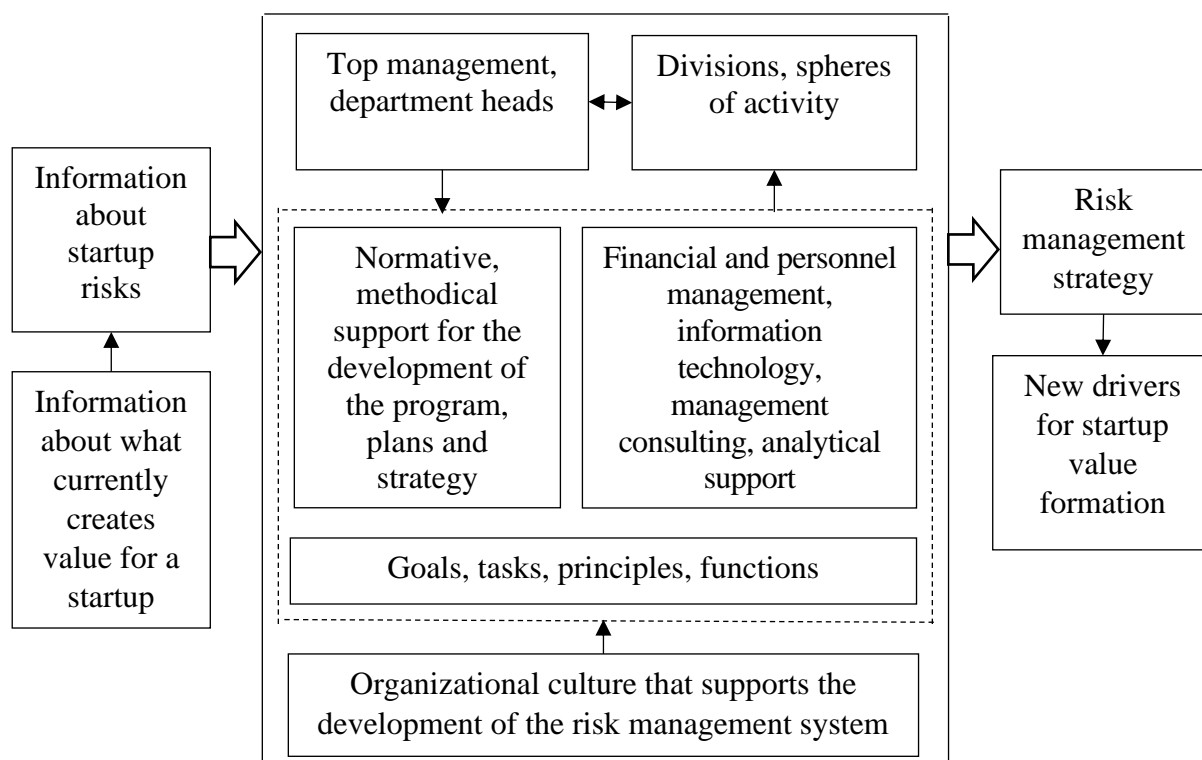 Top management,
department heads
Divisions, spheres
of activity
Information
about
startup
risks
Information
about what
currently
creates
value for a
startup
Normative,
methodical
support for the
development of
the program,
plans and
strategy
Financial and personnel
management,
information
technology,
management
consulting, analytical
support
Goals, tasks, principles, functions
Organizational culture that supports the
development of the risk management system
Risk
management
strategy
New drivers
for startup
value
formation